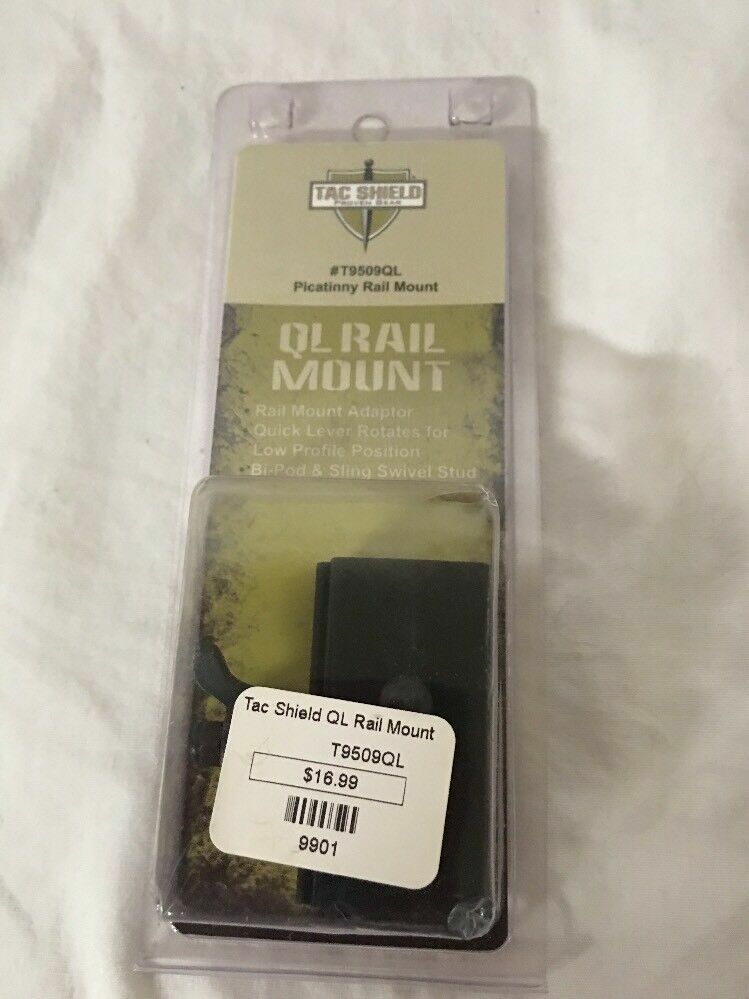 TAC SHIELD
PROVEN GEAR
#T9509QL
Picatinny Rail Mount
QL RAIL
MOUNT
Rail Mount Adaptor
Quick Lever Rotates for
Low Profile Position
Bi-Pod & Sling Swivel Stud
Tac Shield QL Rail Mount
T9509QL
$16.99
9901